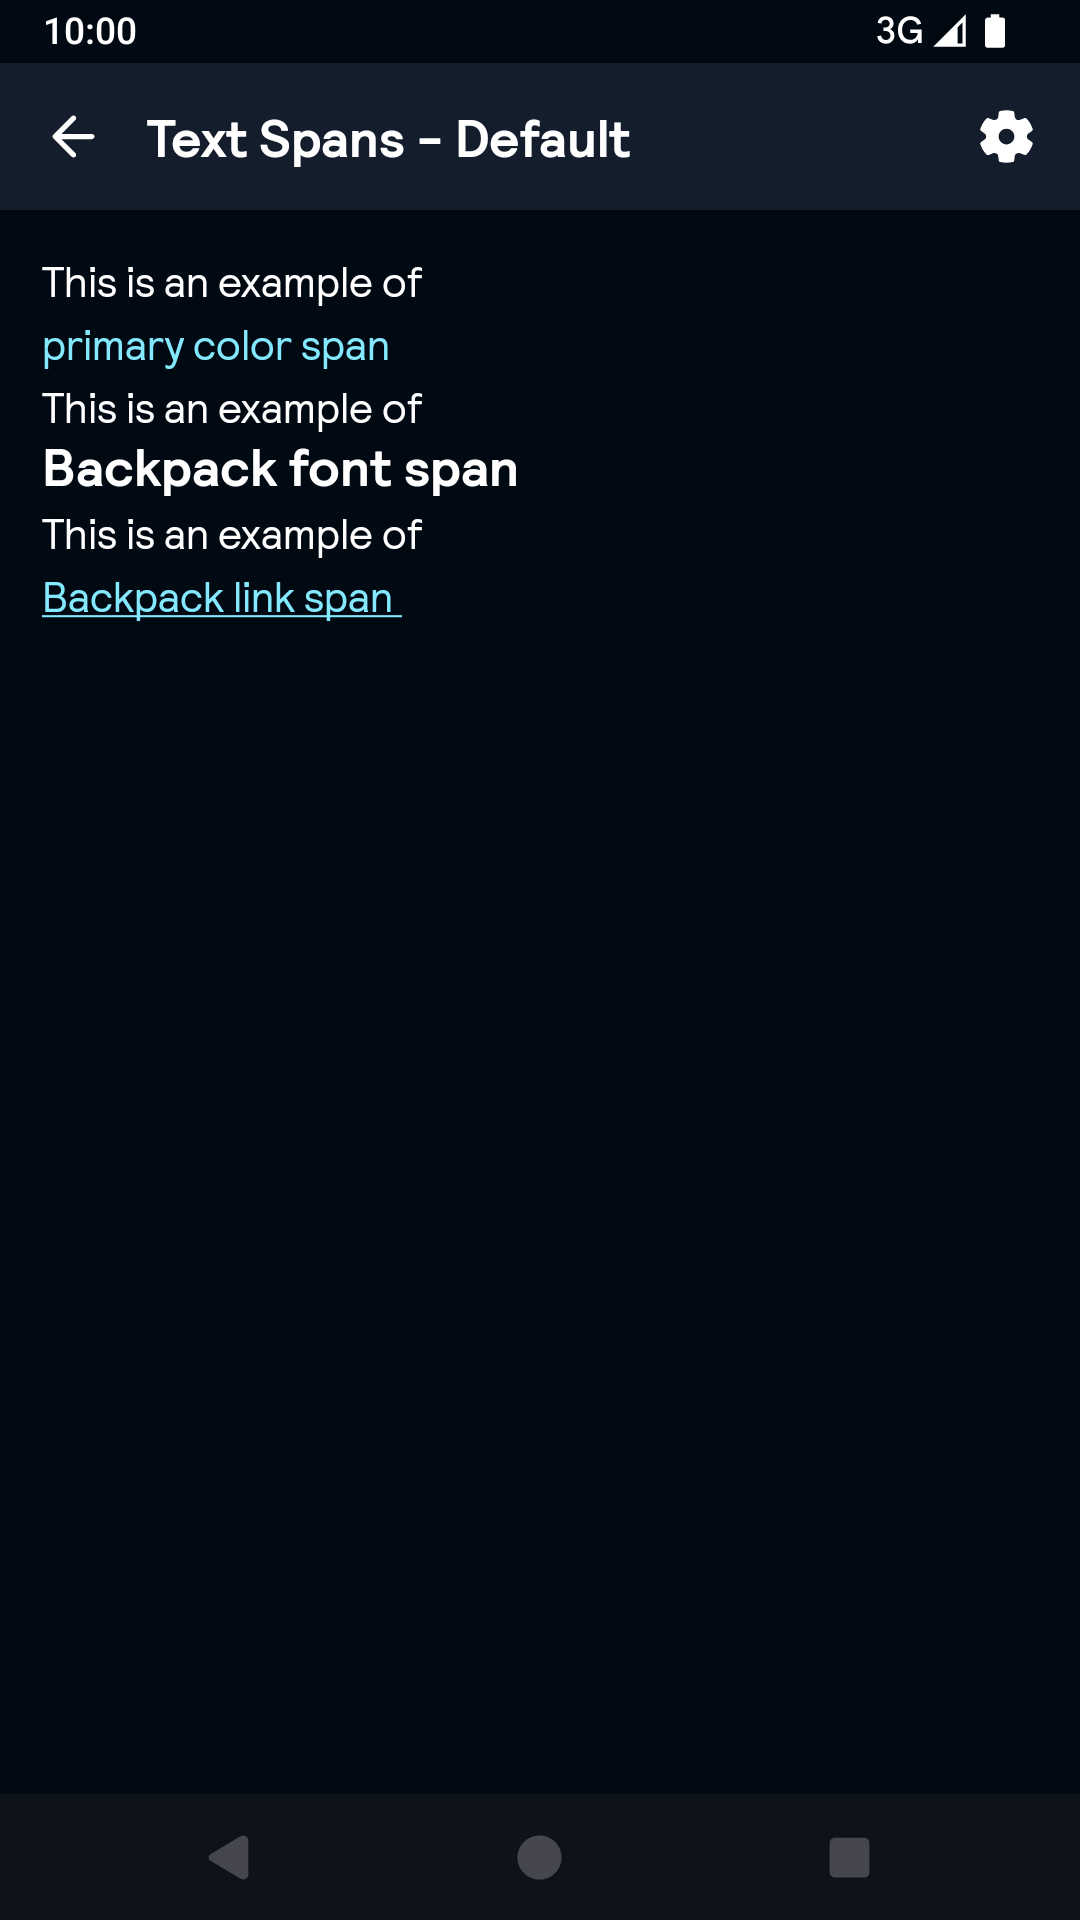 10:00
3G
Text Spans - Default
This is an example of
primary color span
This is an example of
Backpack font span
This is an example of
Backpack link span